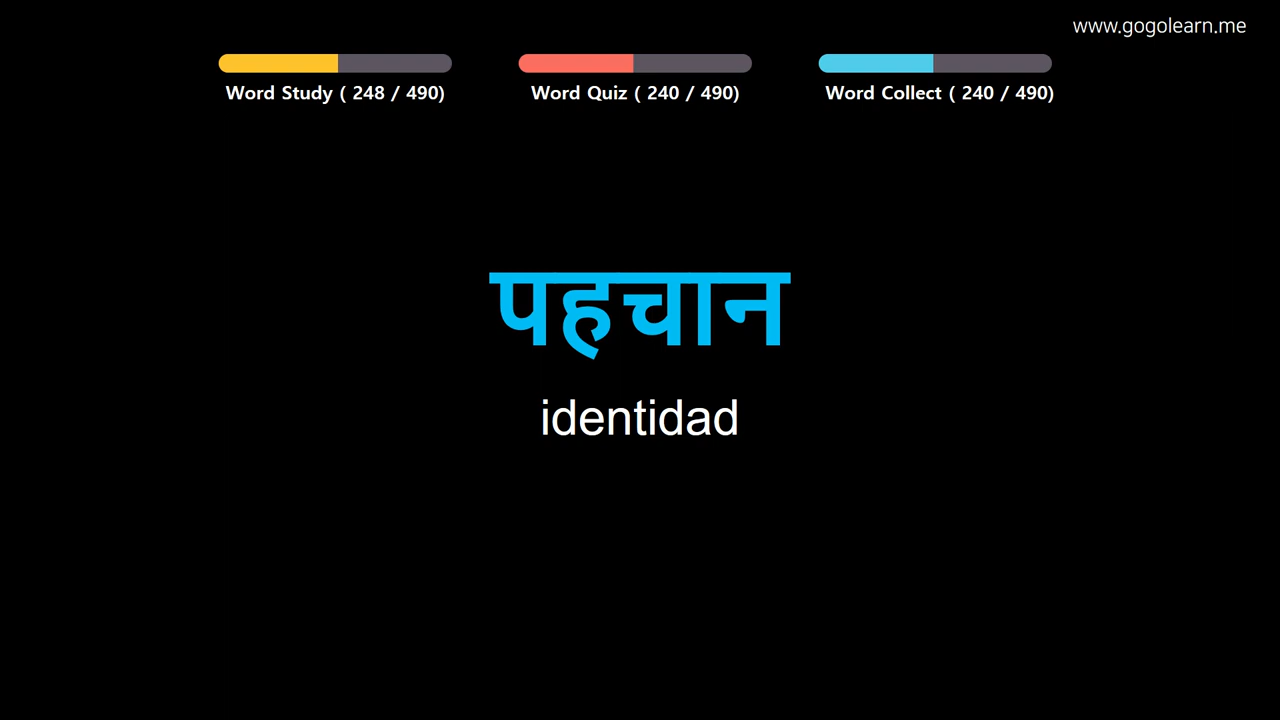 www.gogolearn.me
Word Study ( 248 / 490)
Word Quiz ( 240 / 490)
Word Collect ( 240 / 490)
पहचान
identidad